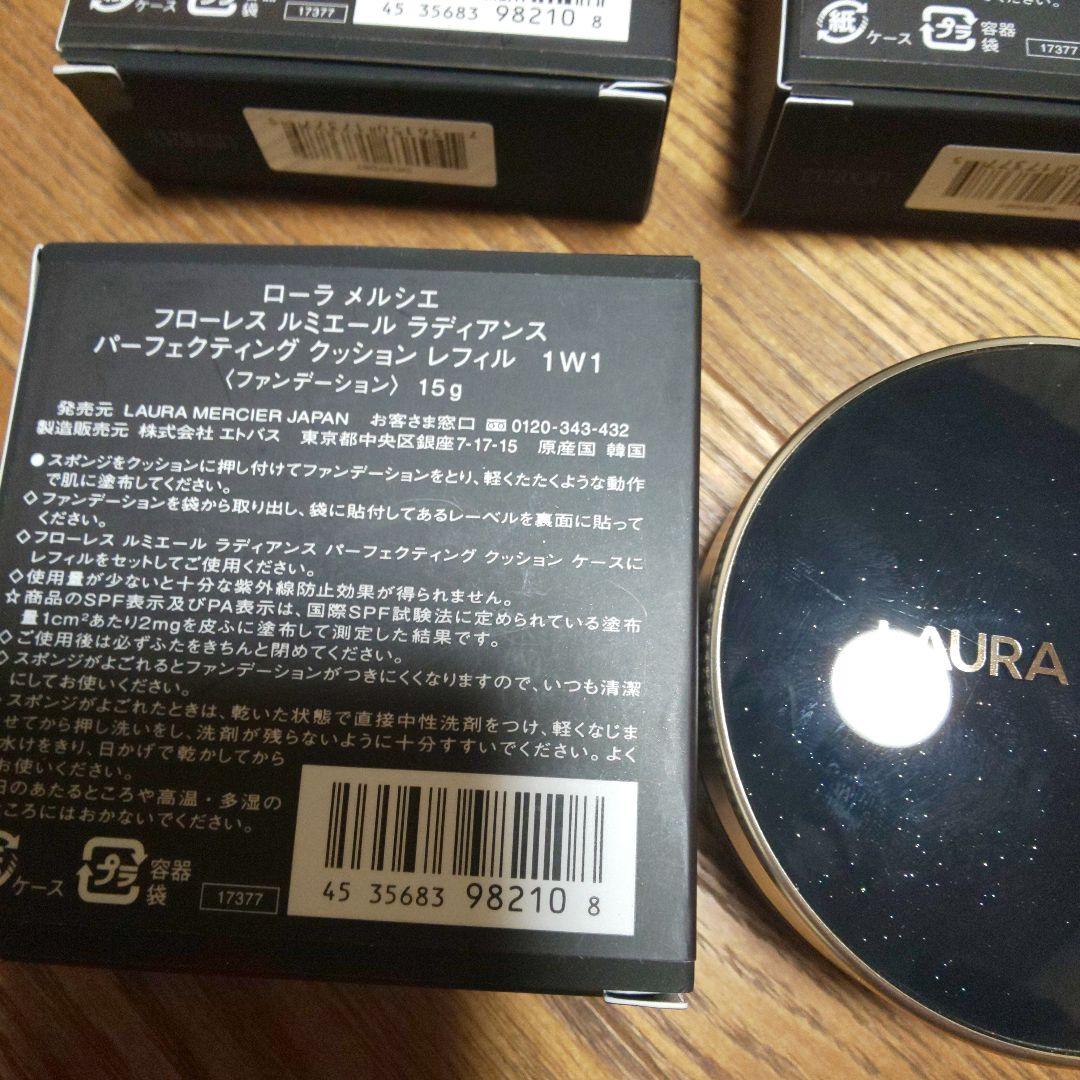 ケース
17377
45 35683 98210 8
紙
ケース
プラ
容器
袋
17377
ローラ メルシエ
フローレス ルミエール ラディアンス
パーフェクティング クッション レフィル 1W1
〈ファンデーション〉 15g
発売元 LAURA MERCIER JAPAN お客さま窓口 0120-343-432
製造販売元 株式会社 エトバス 東京都中央区銀座7-17-15 原産国 韓国
●スポンジをクッションに押し付けてファンデーションをとり、軽くたたくような動作
で肌に塗布してください。
◇ファンデーションを袋から取り出し、袋に貼付してあるレーベルを裏面に貼って
ください。
◇フローレス ルミエール ラディアンス パーフェクティング クッション ケースに
レフィルをセットしてご使用ください。
◇使用量が少ないと十分な紫外線防止効果が得られません。
☆商品のSPF表示及びPA表示は、国際SPF試験法に定められている塗布
量1cm²あたり2mgを皮ふに塗布して測定した結果です。
◇ご使用後は必ずふたをきちんと閉めてください。
◇スポンジがよごれるとファンデーションがつきにくくなりますので、いつも清潔
にしてお使いください。
スポンジがよごれたときは、乾いた状態で直接中性洗剤をつけ、軽くなじま
せてから押し洗いをし、洗剤が残らないように十分すすいでください。よく
水けをきり、日かげで乾かしてから
お使いください。
日のあたるところや高温・多湿の
ところにはおかないでください。
ケース
プラ
容器
袋
17377
45 35683 98210 8
LAURA